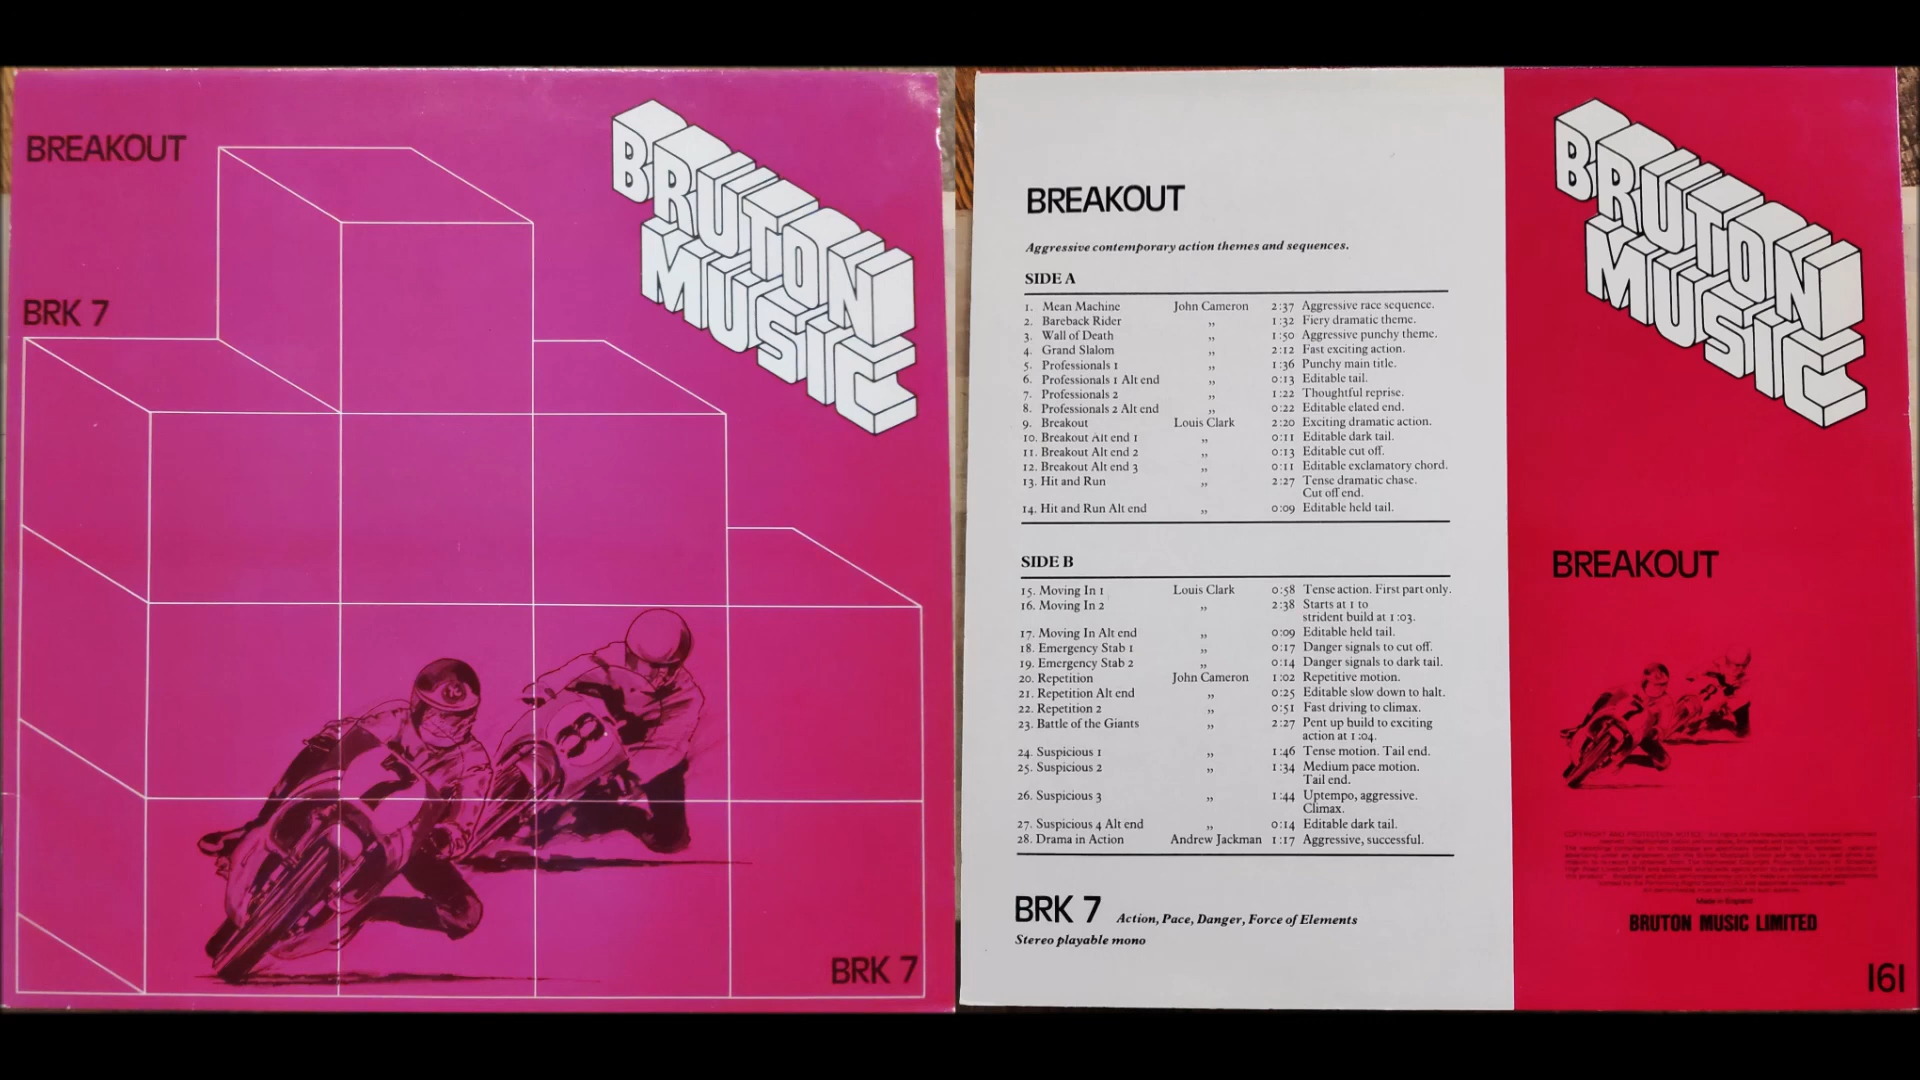 BREAKOUT
BRUTON
MUSIC
BRK 7
8
7
BRK 7
BREAKOUT
Aggressive contemporary action themes and sequences.
SIDE A
1. Mean Machine John Cameron 2:37 Aggressive race sequence.
2. Bareback Rider ,, 1:32 Fiery dramatic theme.
3. Wall of Death ,, 1:50 Aggressive punchy theme.
4. Grand Slalom ,, 2:12 Fast exciting action.
5. Professionals 1 ,, 1:36 Punchy main title.
6. Professionals 1 Alt end ,, 0:13 Editable tail.
7. Professionals 2 ,, 1:22 Thoughtful reprise.
8. Professionals 2 Alt end ,, 0:22 Editable elated end.
9. Breakout Louis Clark 2:20 Exciting dramatic action.
10. Breakout Alt end 1 ,, 0:11 Editable dark tail.
11. Breakout Alt end 2 ,, 0:13 Editable cut off.
12. Breakout Alt end 3 ,, 0:11 Editable exclamatory chord.
13. Hit and Run ,, 2:27 Tense dramatic chase.
Cut off end.
14. Hit and Run Alt end ,, 0:09 Editable held tail.
SIDE B
15. Moving In 1 Louis Clark 0:58 Tense action. First part only.
16. Moving In 2 ,, 2:38 Starts at 1 to
strident build at 1:03.
17. Moving In Alt end ,, 0:09 Editable held tail.
18. Emergency Stab 1 ,, 0:17 Danger signals to cut off.
19. Emergency Stab 2 ,, 0:14 Danger signals to dark tail.
20. Repetition John Cameron 1:02 Repetitive motion.
21. Repetition Alt end ,, 0:25 Editable slow down to halt.
22. Repetition 2 ,, 0:51 Fast driving to climax.
23. Battle of the Giants ,, 2:27 Pent up build to exciting
action at 1:04.
24. Suspicious 1 ,, 1:46 Tense motion. Tail end.
25. Suspicious 2 ,, 1:34 Medium pace motion.
Tail end.
26. Suspicious 3 ,, 1:44 Uptempo, aggressive.
Climax.
27. Suspicious 4 Alt end ,, 0:14 Editable dark tail.
28. Drama in Action Andrew Jackman 1:17 Aggressive, successful.
BRK 7 Action, Pace, Danger, Force of Elements
Stereo playable mono
BRUTON
MUSIC
BREAKOUT
Made in England
BRUTON MUSIC LIMITED
161